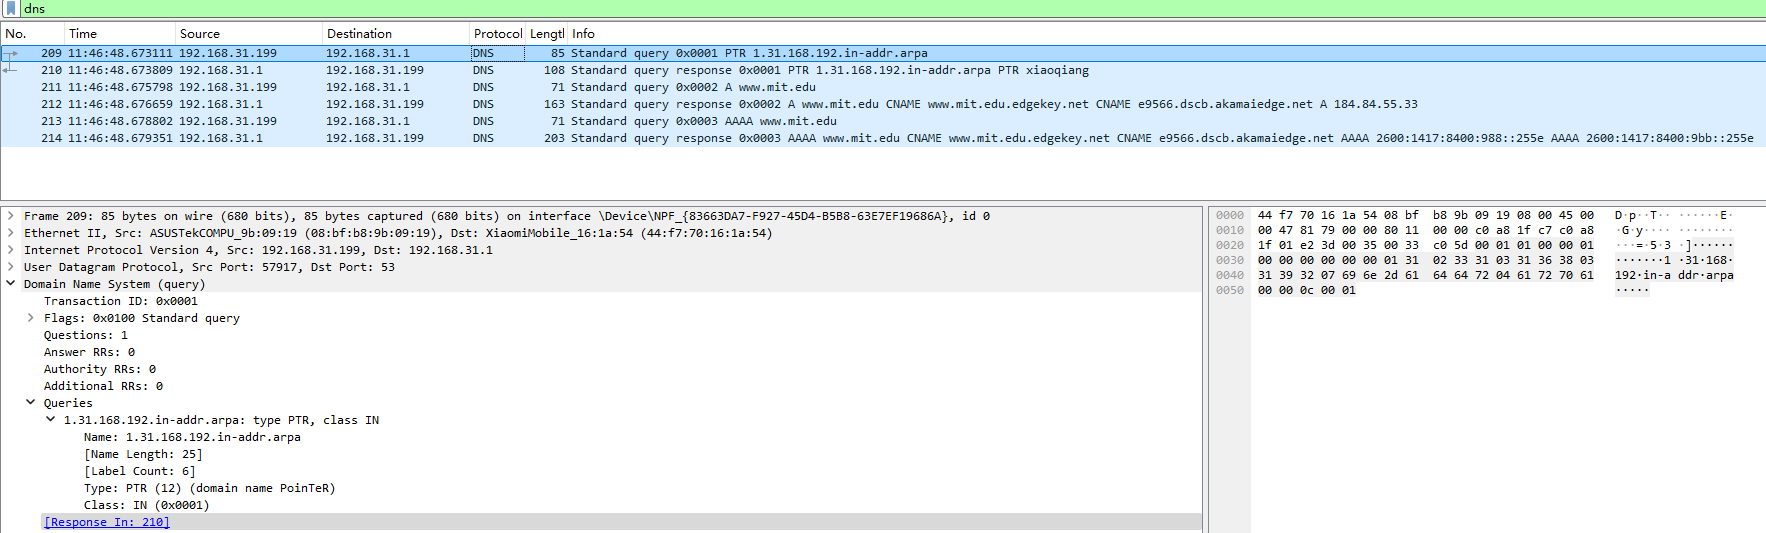 dns
No. Time Source Destination Protocol Lengtl Info
209 11:46:48.673111 192.168.31.199 192.168.31.1 DNS 85 Standard query 0x0001 PTR 1.31.168.192.in-addr.arpa
210 11:46:48.673809 192.168.31.1 192.168.31.199 DNS 108 Standard query response 0x0001 PTR 1.31.168.192.in-addr.arpa PTR xiaoqiang
211 11:46:48.675798 192.168.31.199 192.168.31.1 DNS 71 Standard query 0x0002 A www.mit.edu
212 11:46:48.676659 192.168.31.1 192.168.31.199 DNS 163 Standard query response 0x0002 A www.mit.edu CNAME www.mit.edu.edgekey.net CNAME e9566.dscb.akamaiedge.net A 184.84.55.33
213 11:46:48.678802 192.168.31.199 192.168.31.1 DNS 71 Standard query 0x0003 AAAA www.mit.edu
214 11:46:48.679351 192.168.31.1 192.168.31.199 DNS 203 Standard query response 0x0003 AAAA www.mit.edu CNAME www.mit.edu.edgekey.net CNAME e9566.dscb.akamaiedge.net AAAA 2600:1417:8400:988::255e AAAA 2600:1417:8400:9bb::255e
Frame 209: 85 bytes on wire (680 bits), 85 bytes captured (680 bits) on interface \Device\NPF_{83663DA7-F927-45D4-B5B8-63E7EF19686A}, id 0
Ethernet II, Src: ASUSTekCOMPU_9b:09:19 (08:bf:b8:9b:09:19), Dst: XiaomiMobile_16:1a:54 (44:f7:70:16:1a:54)
Internet Protocol Version 4, Src: 192.168.31.199, Dst: 192.168.31.1
User Datagram Protocol, Src Port: 57917, Dst Port: 53
Domain Name System (query)
Transaction ID: 0x0001
Flags: 0x0100 Standard query
Questions: 1
Answer RRs: 0
Authority RRs: 0
Additional RRs: 0
Queries
1.31.168.192.in-addr.arpa: type PTR, class IN
Name: 1.31.168.192.in-addr.arpa
[Name Length: 25]
[Label Count: 6]
Type: PTR (12) (domain name PoinTeR)
Class: IN (0x0001)
[Response In: 210]
0000 44 f7 70 16 1a 54 08 bf b8 9b 09 19 08 00 45 00 D·p··T·· ······E·
0010 00 47 81 79 00 00 80 11 00 00 c0 a8 1f c7 c0 a8 ·G·y···· ········
0020 1f 01 e2 3d 00 35 00 33 c0 5d 00 01 01 00 00 01 ···=·5·3 ·]······
0030 00 00 00 00 00 00 01 31 02 33 31 03 31 36 38 03 ·······1 ·31·168·
0040 31 39 32 07 69 6e 2d 61 64 64 72 04 61 72 70 61 192·in-a ddr·arpa
0050 00 00 0c 00 01 ·····